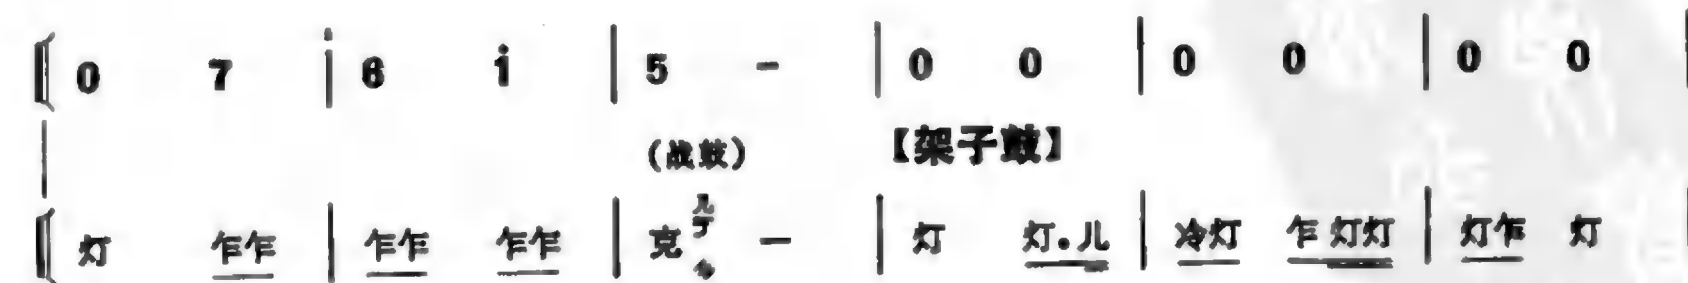 0 7 | 6 i | 5 - | 0 0 | 0 0 | 0 0 |
(战鼓) 【架子鼓】
灯 乍乍 | 乍乍 乍乍 | 克 - | 灯 灯.儿 | 冷灯 乍灯灯 | 灯乍 灯 |